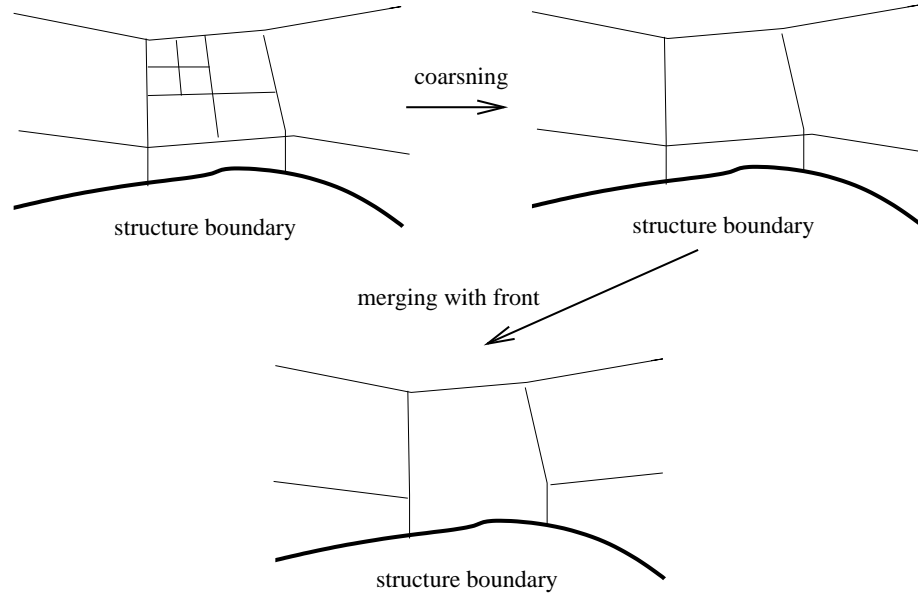 coarsning
structure boundary
structure boundary
merging with front
structure boundary